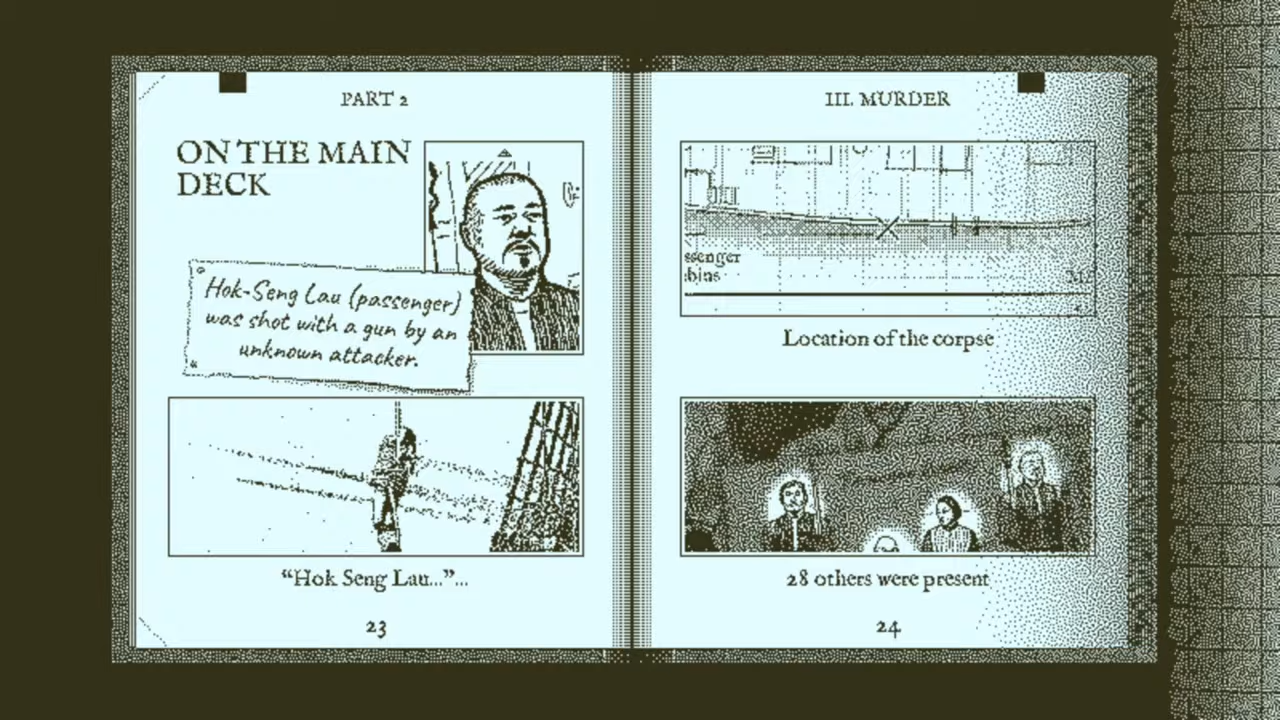 PART 2
ON THE MAIN
DECK
Hok-Seng Lau (passenger)
was shot with a gun by an
unknown attacker.
"Hok Seng Lau..."...
23
III. MURDER
ssenger
bins
Location of the corpse
28 others were present
24